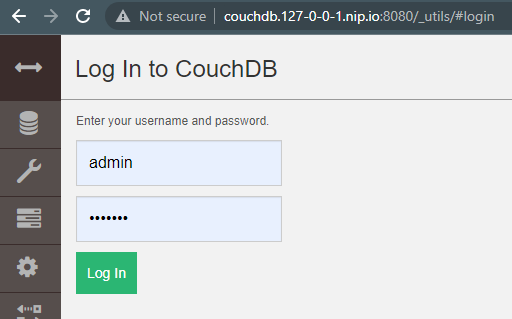 Not secure | couchdb.127-0-0-1.nip.io:8080/_utils/#login
Log In to CouchDB
Enter your username and password.
admin
•••••••
Log In